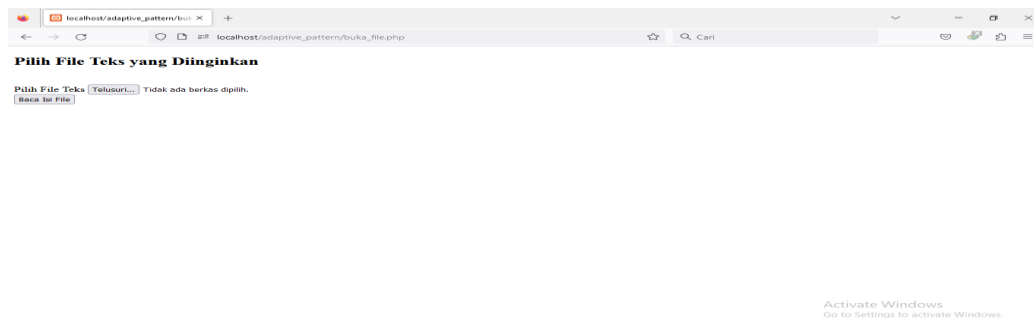 localhost/adaptive_pattern/buk
localhost/adaptive_pattern/buka_file.php
Cari
Pilih File Teks yang Diinginkan
Pilih File Teks Telusuri... Tidak ada berkas dipilih.
Baca Isi File
Activate Windows
Go to Settings to activate Windows.